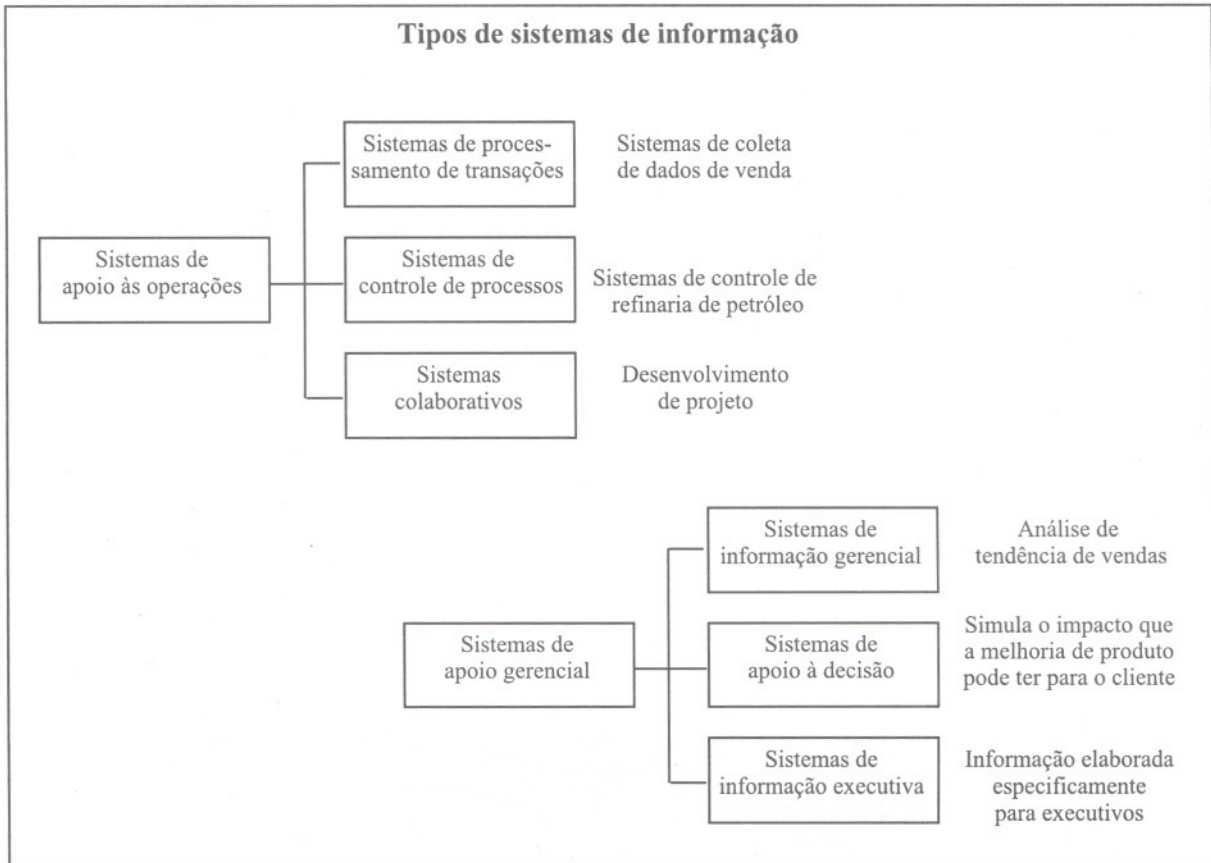 Tipos de sistemas de informação
Sistemas de proces-
samento de transações
Sistemas de coleta
de dados de venda
Sistemas de
apoio às operações
Sistemas de
controle de processos
Sistemas de controle de
refinaria de petróleo
Sistemas
colaborativos
Desenvolvimento
de projeto
Sistemas de
informação gerencial
Análise de
tendência de vendas
Sistemas de
apoio gerencial
Sistemas de
apoio à decisão
Simula o impacto que
a melhoria de produto
pode ter para o cliente
Sistemas de
informação executiva
Informação elaborada
especificamente
para executivos